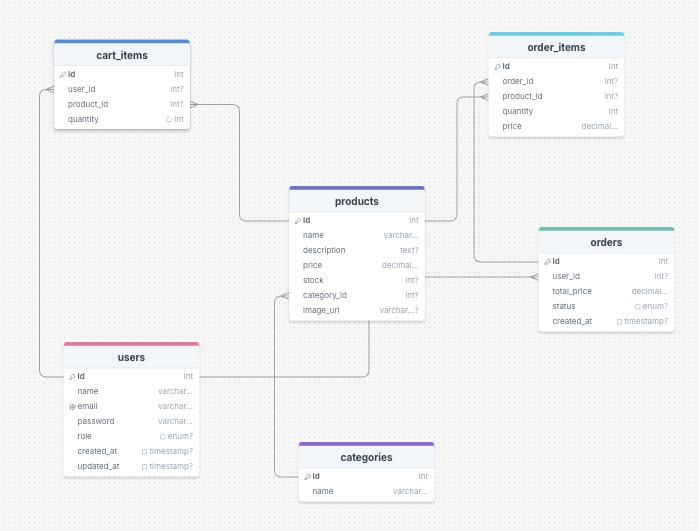 cart_items
id int
user_id int?
product_id int?
quantity int
order_items
id int
order_id int?
product_id int?
quantity int
price decimal...
products
id int
name varchar...
description text?
price decimal...
stock int?
category_id int?
image_url varchar...?
orders
id int
user_id int?
total_price decimal...
status enum?
created_at timestamp?
users
id int
name varchar...
email varchar...
password varchar...
role enum?
created_at timestamp?
updated_at timestamp?
categories
id int
name varchar...